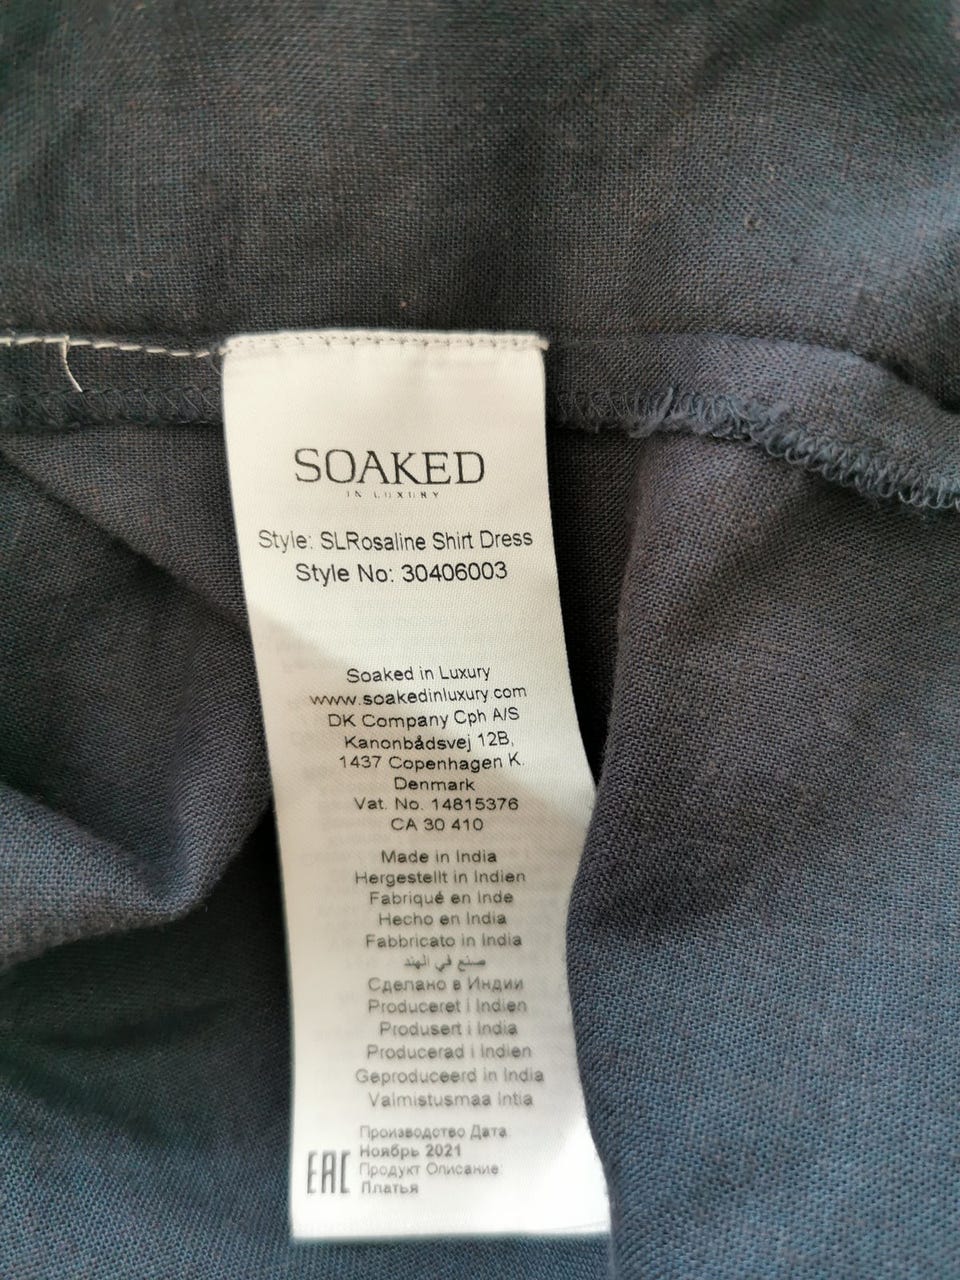 SOAKED
IN LUXURY
Style: SLRosaline Shirt Dress
Style No: 30406003
Soaked in Luxury
www.soakedinluxury.com
DK Company Cph A/S
Kanonbådsvej 12B,
1437 Copenhagen K.
Denmark
Vat. No. 14815376
CA 30 410
Made in India
Hergestellt in Indien
Fabriqué en Inde
Hecho en India
Fabbricato in India
صنع في الهند
Сделано в Индии
Produceret i Indien
Produsert i India
Producerad i Indien
Geproduceerd in India
Valmistusmaa Intia
Производство Дата:
Ноябрь 2021
Продукт Описание:
Платья
EAC